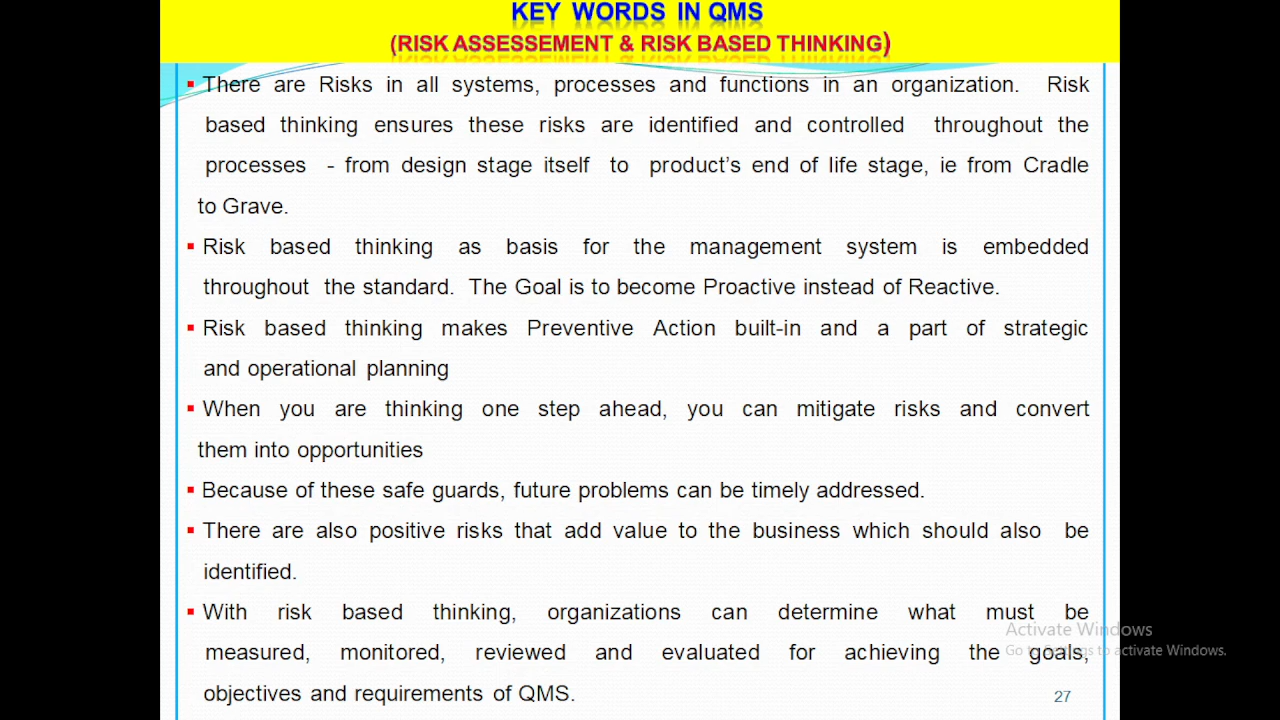 KEY WORDS IN QMS
(RISK ASSESSEMENT & RISK BASED THINKING)
▪ There are Risks in all systems, processes and functions in an organization. Risk
based thinking ensures these risks are identified and controlled throughout the
processes - from design stage itself to product's end of life stage, ie from Cradle
to Grave.
▪ Risk based thinking as basis for the management system is embedded
throughout the standard. The Goal is to become Proactive instead of Reactive.
▪ Risk based thinking makes Preventive Action built-in and a part of strategic
and operational planning
▪ When you are thinking one step ahead, you can mitigate risks and convert
them into opportunities
▪ Because of these safe guards, future problems can be timely addressed.
▪ There are also positive risks that add value to the business which should also be
identified.
▪ With risk based thinking, organizations can determine what must be
measured, monitored, reviewed and evaluated for achieving the goals,
objectives and requirements of QMS.
Activate Windows
Go to Settings to activate Windows.
27